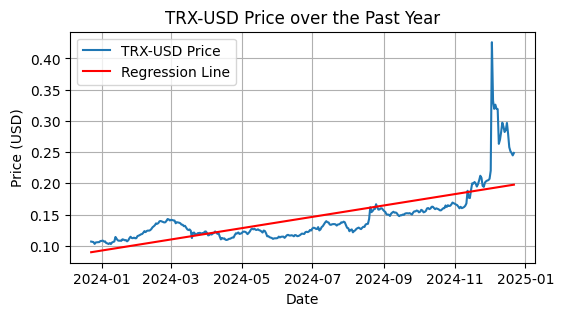 TRX-USD Price over the Past Year
TRX-USD Price
Regression Line
Price (USD)
0.40
0.35
0.30
0.25
0.20
0.15
0.10
2024-01 2024-03 2024-05 2024-07 2024-09 2024-11 2025-01
Date